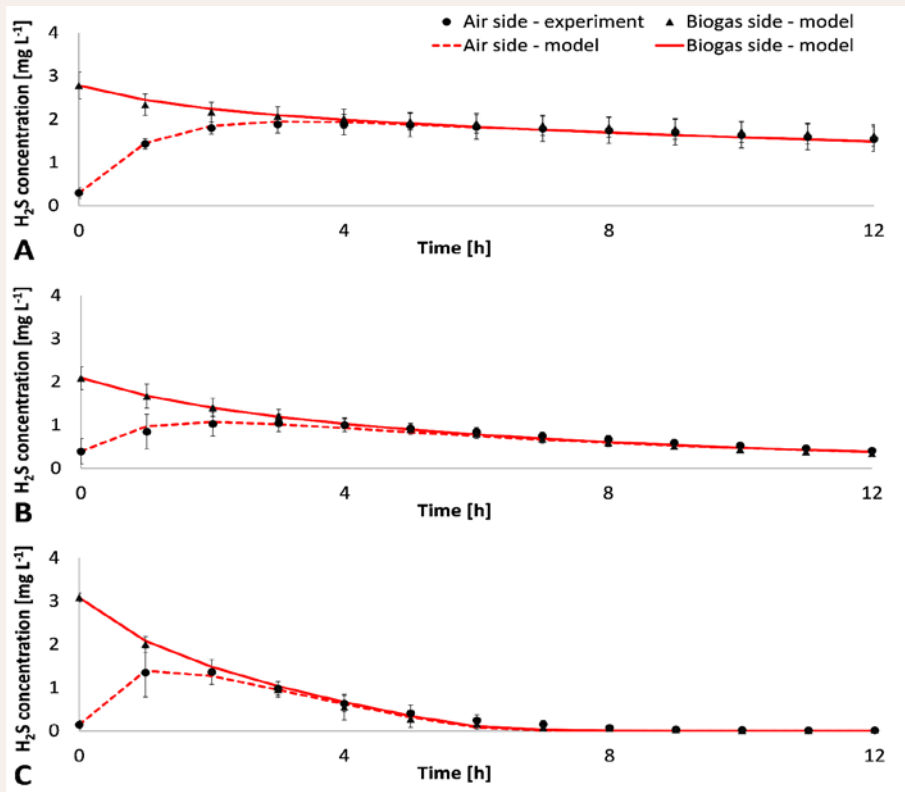 Air side - experiment
Biogas side - model
Air side - model
Biogas side - model
H₂S concentration [mg L⁻¹]
4
3
2
1
0
0
4
8
12
Time [h]
A
H₂S concentration [mg L⁻¹]
4
3
2
1
0
0
4
8
12
Time [h]
B
H₂S concentration [mg L⁻¹]
4
3
2
1
0
0
4
8
12
Time [h]
C